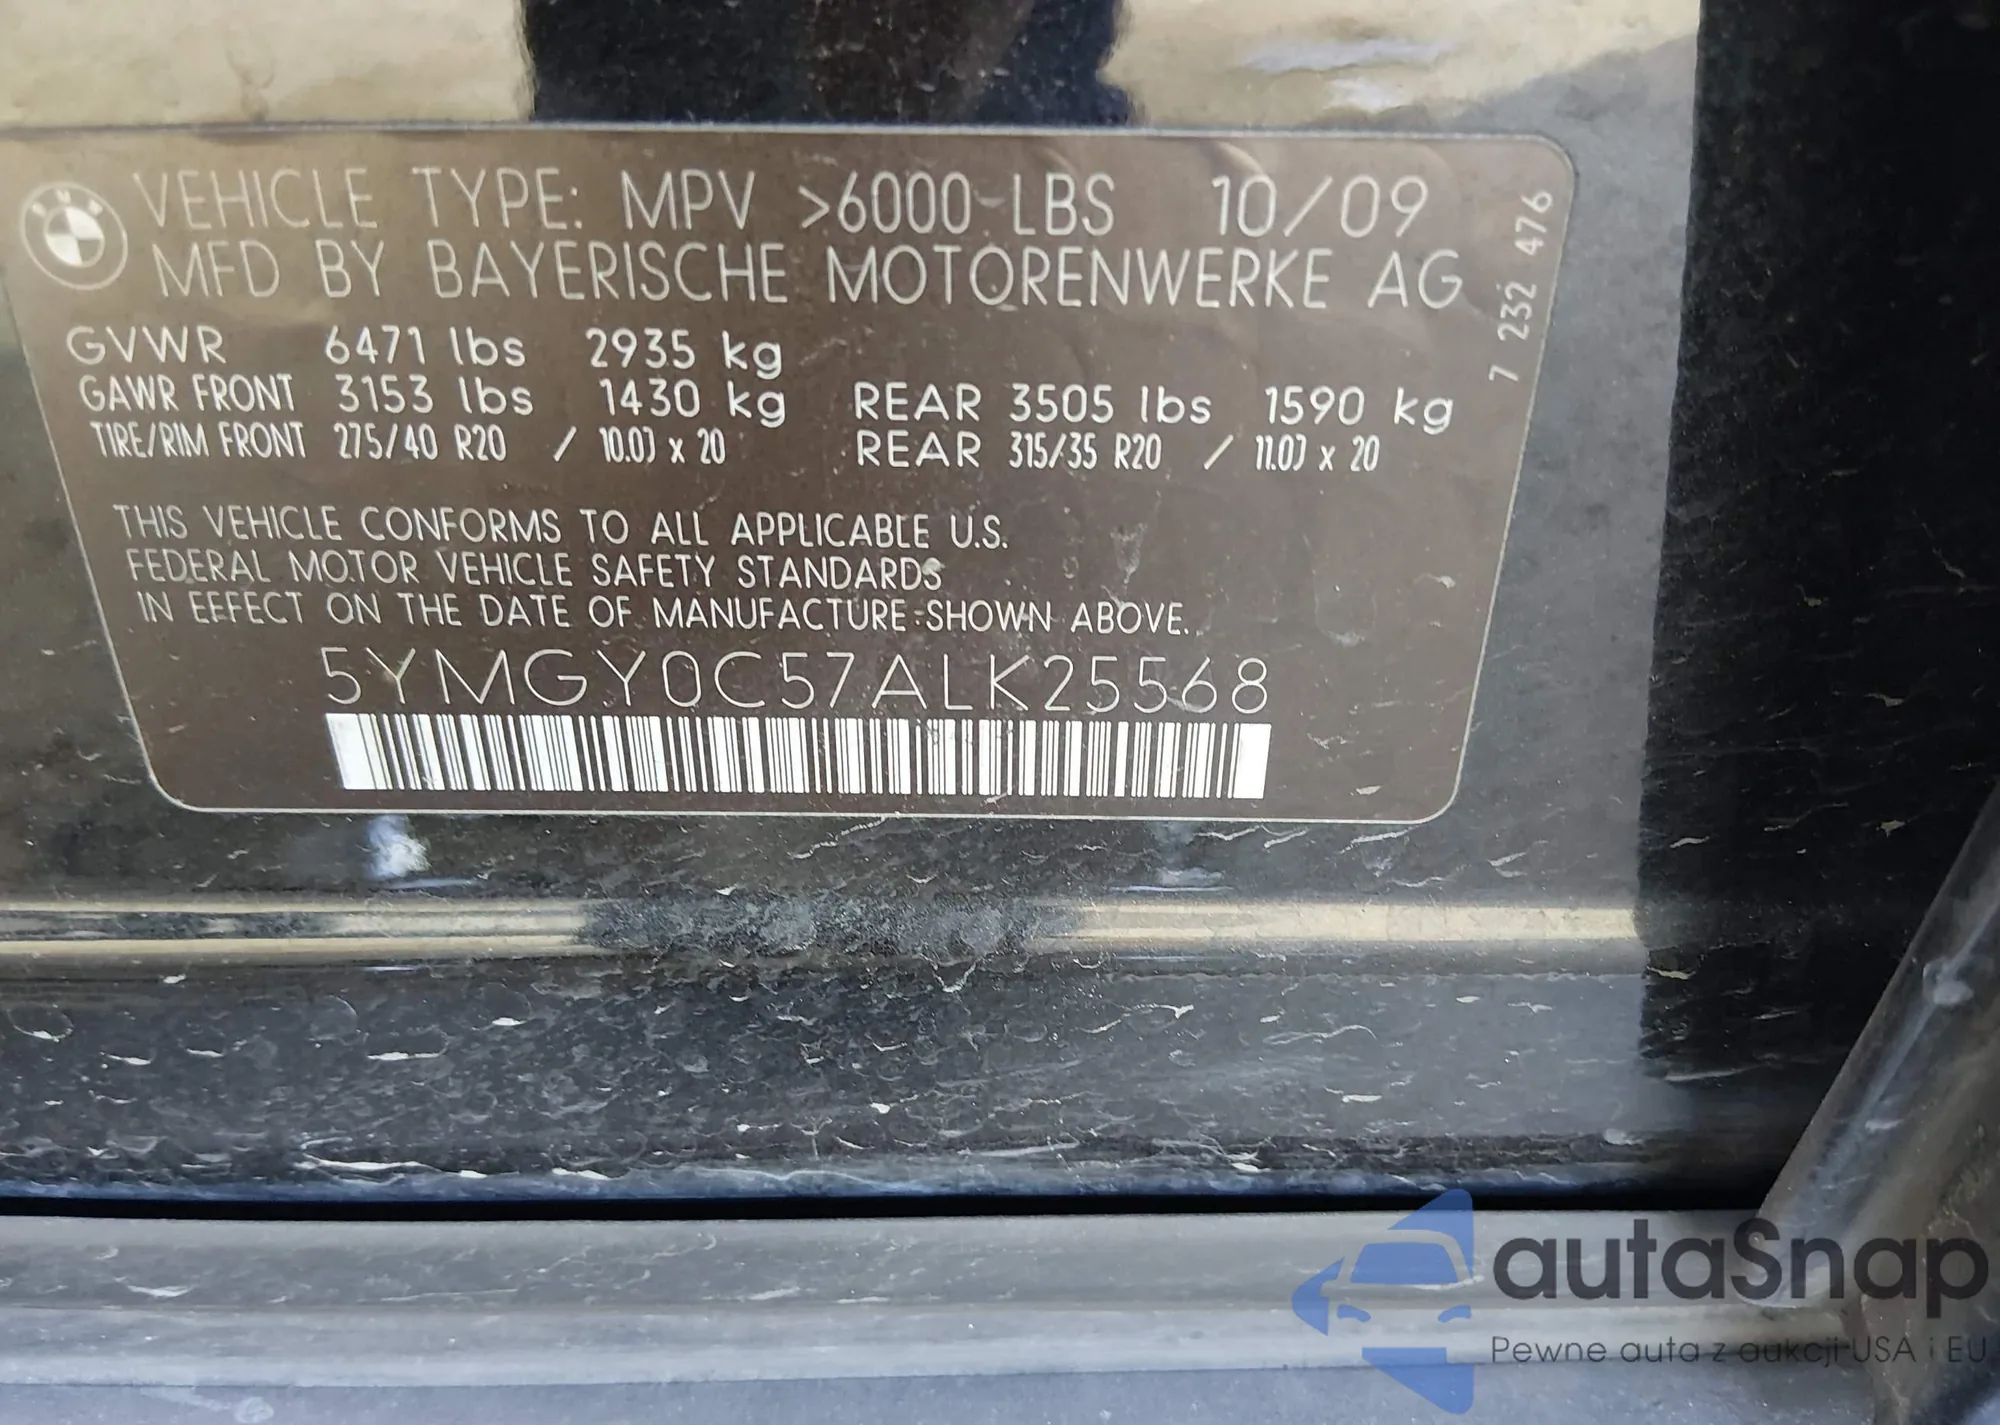 BMW
VEHICLE TYPE: MPV >6000 LBS 10/09
MFD BY BAYERISCHE MOTORENWERKE AG
GVWR 6471 lbs 2935 kg
GAWR FRONT 3153 lbs 1430 kg REAR 3505 lbs 1590 kg
TIRE/RIM FRONT 275/40 R20 / 10.0J x 20 REAR 315/35 R20 / 11.0J x 20
7 232 476
THIS VEHICLE CONFORMS TO ALL APPLICABLE U.S.
FEDERAL MOTOR VEHICLE SAFETY STANDARDS
IN EFFECT ON THE DATE OF MANUFACTURE SHOWN ABOVE.
5YMGY0C57ALK25568
autaSnap
Pewne auta z aukcji USA i EU